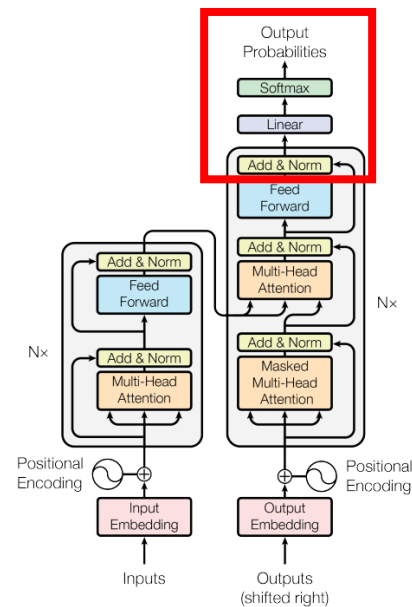 Output
Probabilities
Softmax
Linear
Add & Norm
Feed
Forward
Add & Norm
Multi-Head
Attention
Add & Norm
Masked
Multi-Head
Attention
N×
Positional
Encoding
Output
Embedding
Outputs
(shifted right)
Add & Norm
Feed
Forward
Add & Norm
Multi-Head
Attention
N×
Positional
Encoding
Input
Embedding
Inputs